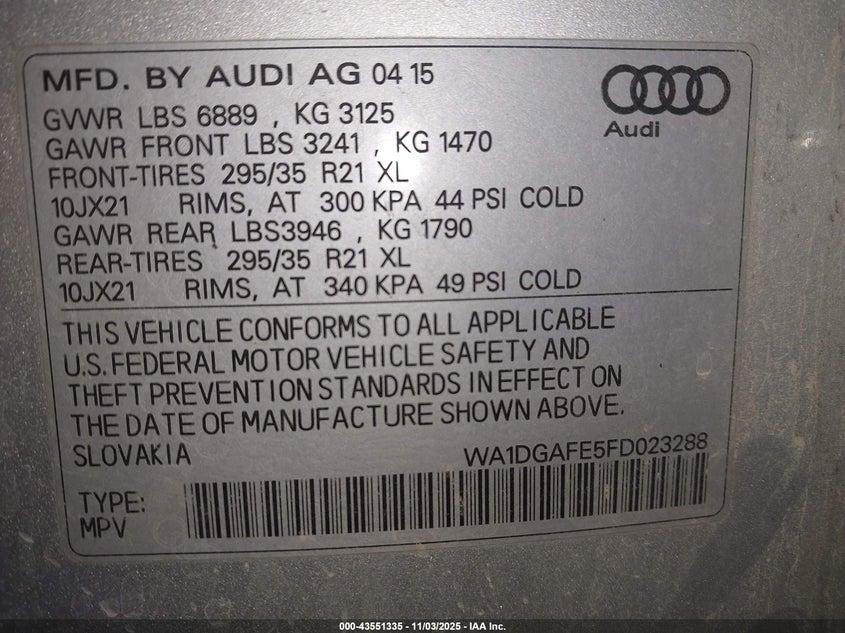 MFD. BY AUDI AG 04 15
GVWR LBS 6889 , KG 3125
GAWR FRONT LBS 3241 , KG 1470
FRONT-TIRES 295/35 R21 XL
10JX21 RIMS, AT 300 KPA 44 PSI COLD
GAWR REAR LBS3946 , KG 1790
REAR-TIRES 295/35 R21 XL
10JX21 RIMS, AT 340 KPA 49 PSI COLD
Audi
THIS VEHICLE CONFORMS TO ALL APPLICABLE
U.S. FEDERAL MOTOR VEHICLE SAFETY AND
THEFT PREVENTION STANDARDS IN EFFECT ON
THE DATE OF MANUFACTURE SHOWN ABOVE.
SLOVAKIA WA1DGAFE5FD023288
TYPE:
MPV
000-43551335 - 11/03/2025 - IAA Inc.